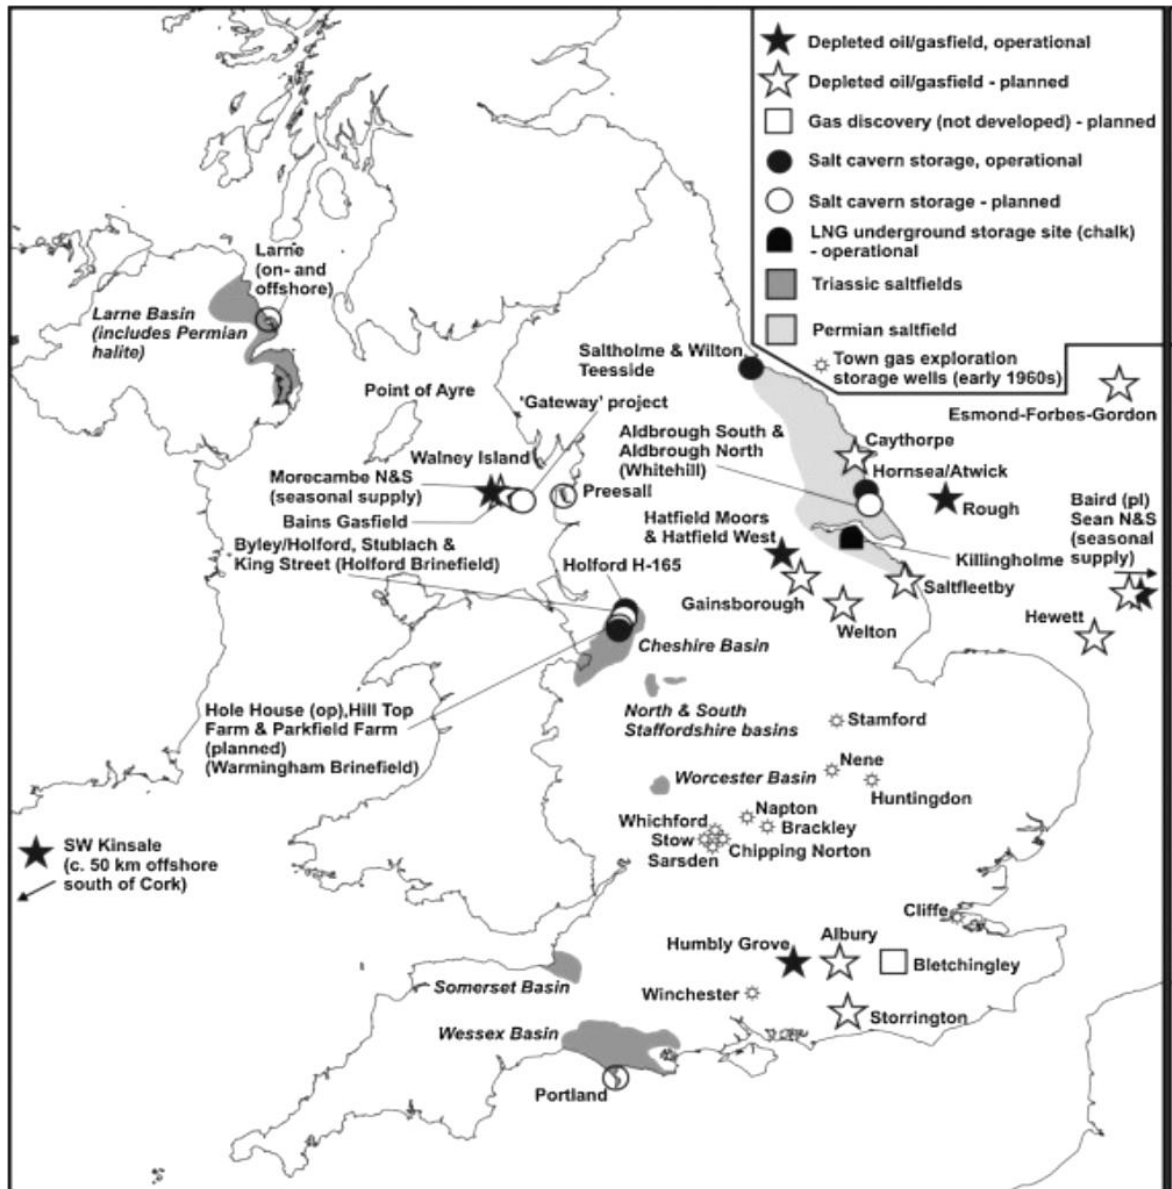 Depleted oil/gasfield, operational
Depleted oil/gasfield - planned
Gas discovery (not developed) - planned
Salt cavern storage, operational
Salt cavern storage - planned
LNG underground storage site (chalk)
- operational
Triassic saltfields
Permian saltfield
Town gas exploration
storage wells (early 1960s)
Larne
(on- and
offshore)
Larne Basin
(includes Permian
halite)
Saltholme & Wilton
Teesside
Esmond-Forbes-Gordon
Point of Ayre
'Gateway' project
Aldbrough South &
Aldbrough North
(Whitehill)
Caythorpe
Hornsea/Atwick
Walney Island
Morecambe N&S
(seasonal supply)
Preesall
Rough
Baird (pl)
Sean N&S
(seasonal
supply)
Bains Gasfield
Hatfield Moors
& Hatfield West
Byley/Holford, Stublach &
King Street (Holford Brinefield)
Holford H-165
Killingholme
Gainsborough
Saltfleetby
Welton
Hewett
Cheshire Basin
Hole House (op),Hill Top
Farm & Parkfield Farm
(planned)
(Warmingham Brinefield)
North & South
Staffordshire basins
Stamford
Nene
Worcester Basin
Huntingdon
Napton
Whichford
Brackley
Stow
Chipping Norton
Sarsden
SW Kinsale
(c. 50 km offshore
south of Cork)
Cliffe
Humbly Grove
Albury
Bletchingley
Somerset Basin
Winchester
Storrington
Wessex Basin
Portland